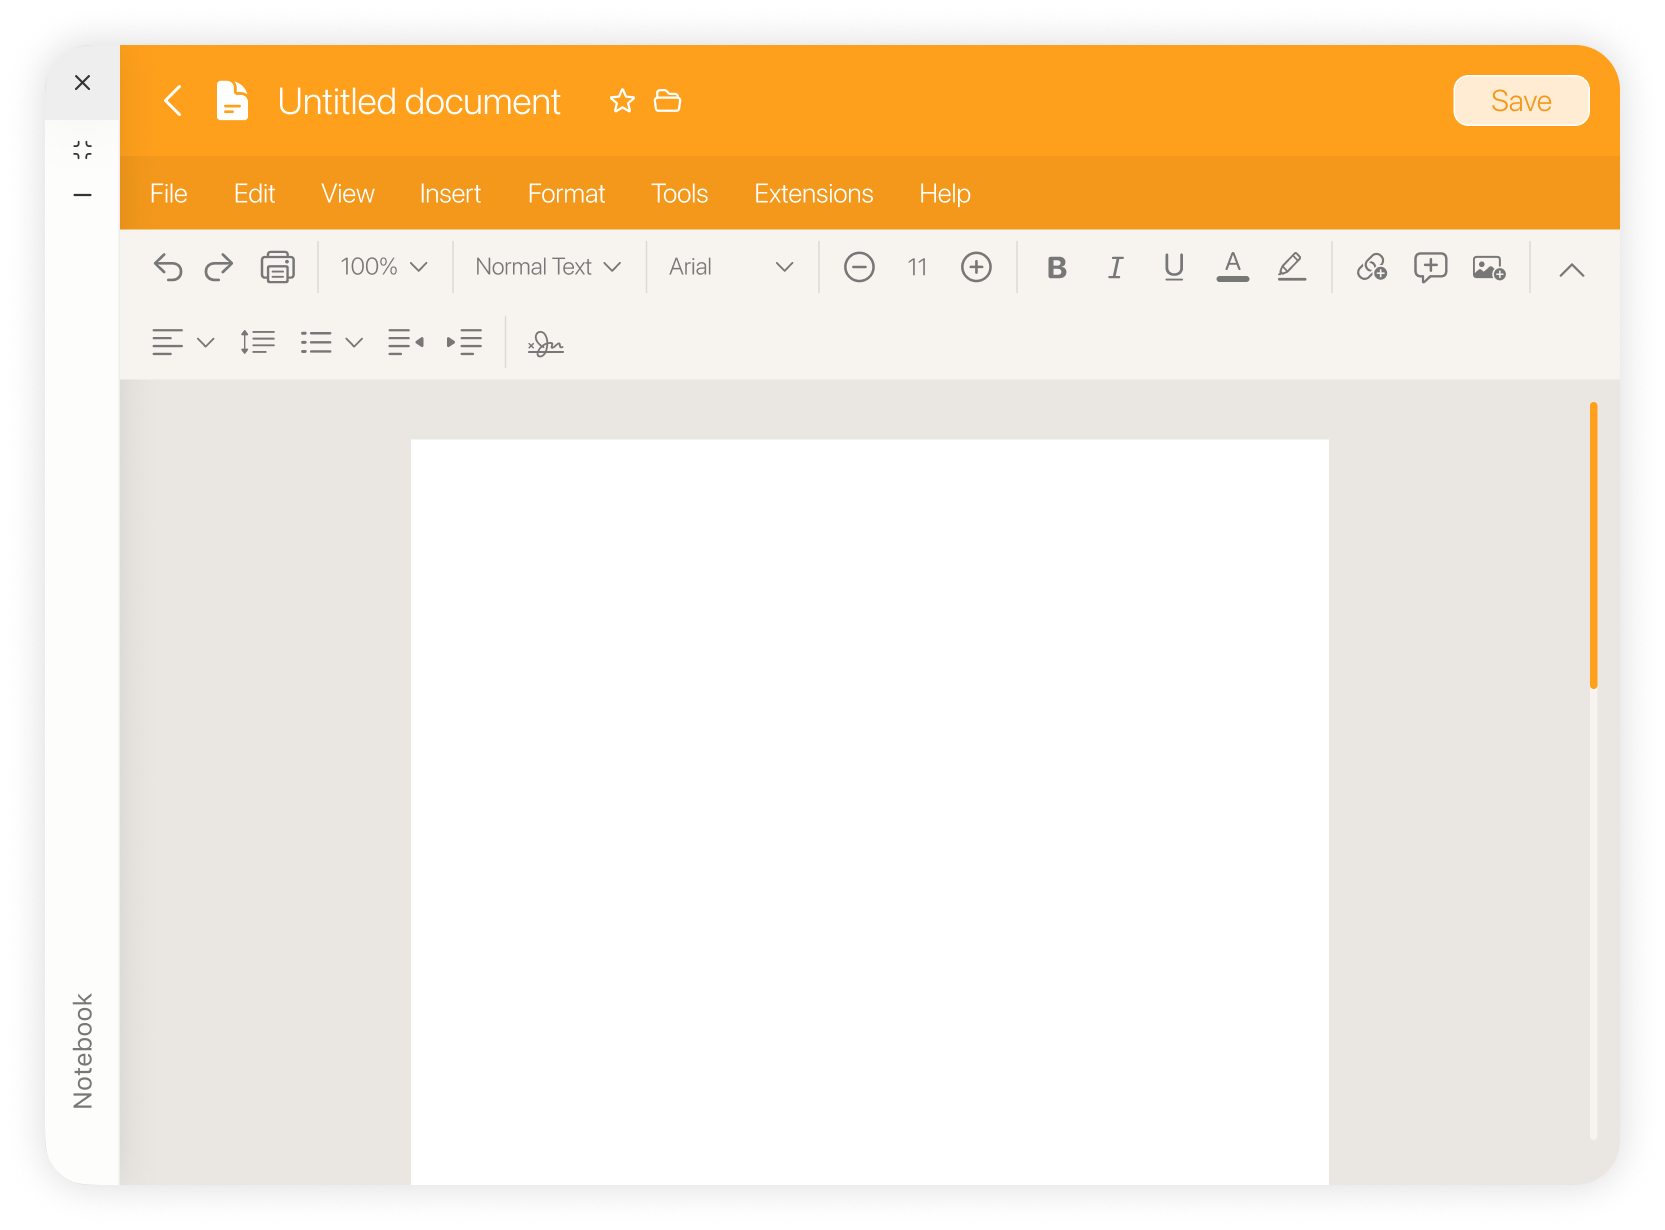 Untitled document
Save
File Edit View Insert Format Tools Extensions Help
100% Normal Text Arial 11 B I U A
Notebook